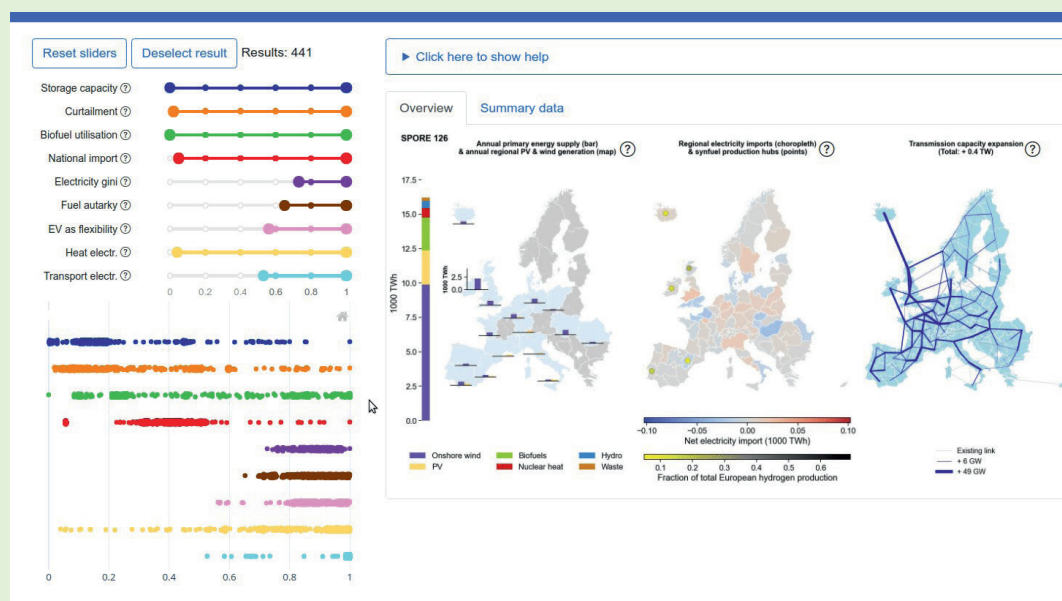 Reset sliders
Deselect result
Results: 441
Click here to show help
Storage capacity ?
Curtailment ?
Biofuel utilisation ?
National import ?
Electricity gini ?
Fuel autarky ?
EV as flexibility ?
Heat electr. ?
Transport electr. ?
0 0.2 0.4 0.6 0.8 1
0 0.2 0.4 0.6 0.8 1
Overview
Summary data
SPORE 126
Annual primary energy supply (bar)
& annual regional PV & wind generation (map)
?
17.5
15.0
12.5
10.0
7.5
5.0
2.5
0.0
1000 TWh
2.5
0.0
1000 TWh
Onshore wind
PV
Biofuels
Nuclear heat
Hydro
Waste
Regional electricity imports (choropleth)
& synfuel production hubs (points)
?
−0.10 −0.05 0.00 0.05 0.10
Net electricity import (1000 TWh)
0.1 0.2 0.3 0.4 0.5 0.6
Fraction of total European hydrogen production
Transmission capacity expansion
(Total: + 0.4 TW)
?
Existing link
+ 6 GW
+ 49 GW